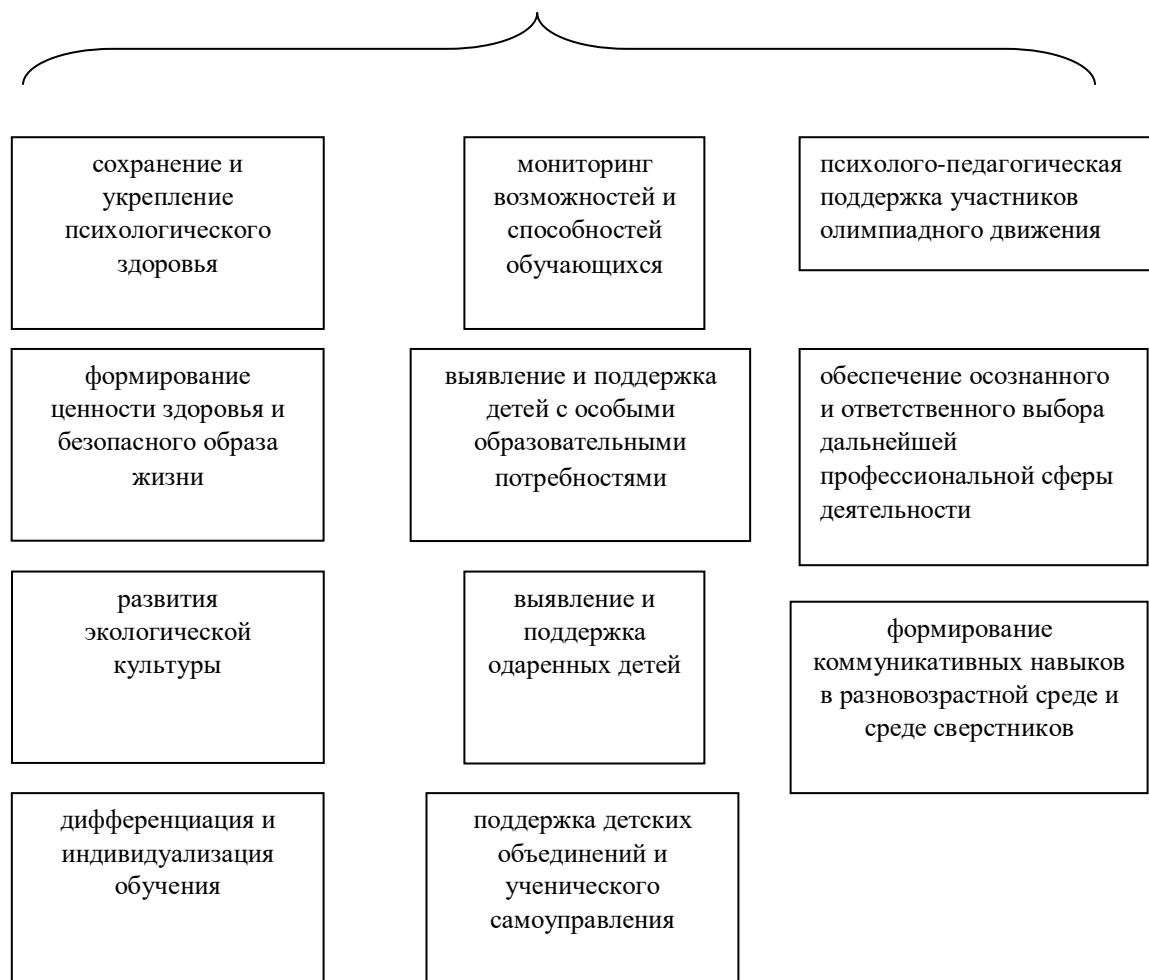 сохранение и
укрепление
психологического
здоровья
мониторинг
возможностей и
способностей
обучающихся
психолого-педагогическая
поддержка участников
олимпиадного движения
формирование
ценности здоровья и
безопасного образа
жизни
выявление и поддержка
детей с особыми
образовательными
потребностями
обеспечение осознанного
и ответственного выбора
дальнейшей
профессиональной сферы
деятельности
развития
экологической
культуры
выявление и
поддержка
одаренных детей
формирование
коммуникативных навыков
в разновозрастной среде и
среде сверстников
дифференциация и
индивидуализация
обучения
поддержка детских
объединений и
ученического
самоуправления